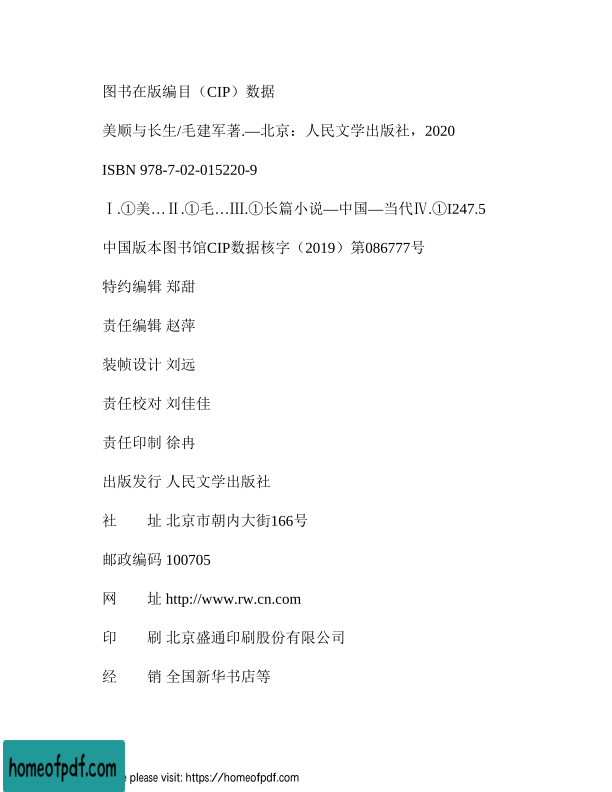 图书在版编目（CIP）数据
美顺与长生/毛建军著.—北京：人民文学出版社，2020
ISBN 978-7-02-015220-9
Ⅰ.①美…Ⅱ.①毛…Ⅲ.①长篇小说—中国—当代Ⅳ.①I247.5
中国版本图书馆CIP数据核字（2019）第086777号
特约编辑 郑甜
责任编辑 赵萍
装帧设计 刘远
责任校对 刘佳佳
责任印制 徐冉
出版发行 人民文学出版社
社　　址 北京市朝内大街166号
邮政编码 100705
网　　址 http://www.rw.cn.com
印　　刷 北京盛通印刷股份有限公司
经　　销 全国新华书店等
homeofpdf.com
please visit: https://homeofpdf.com